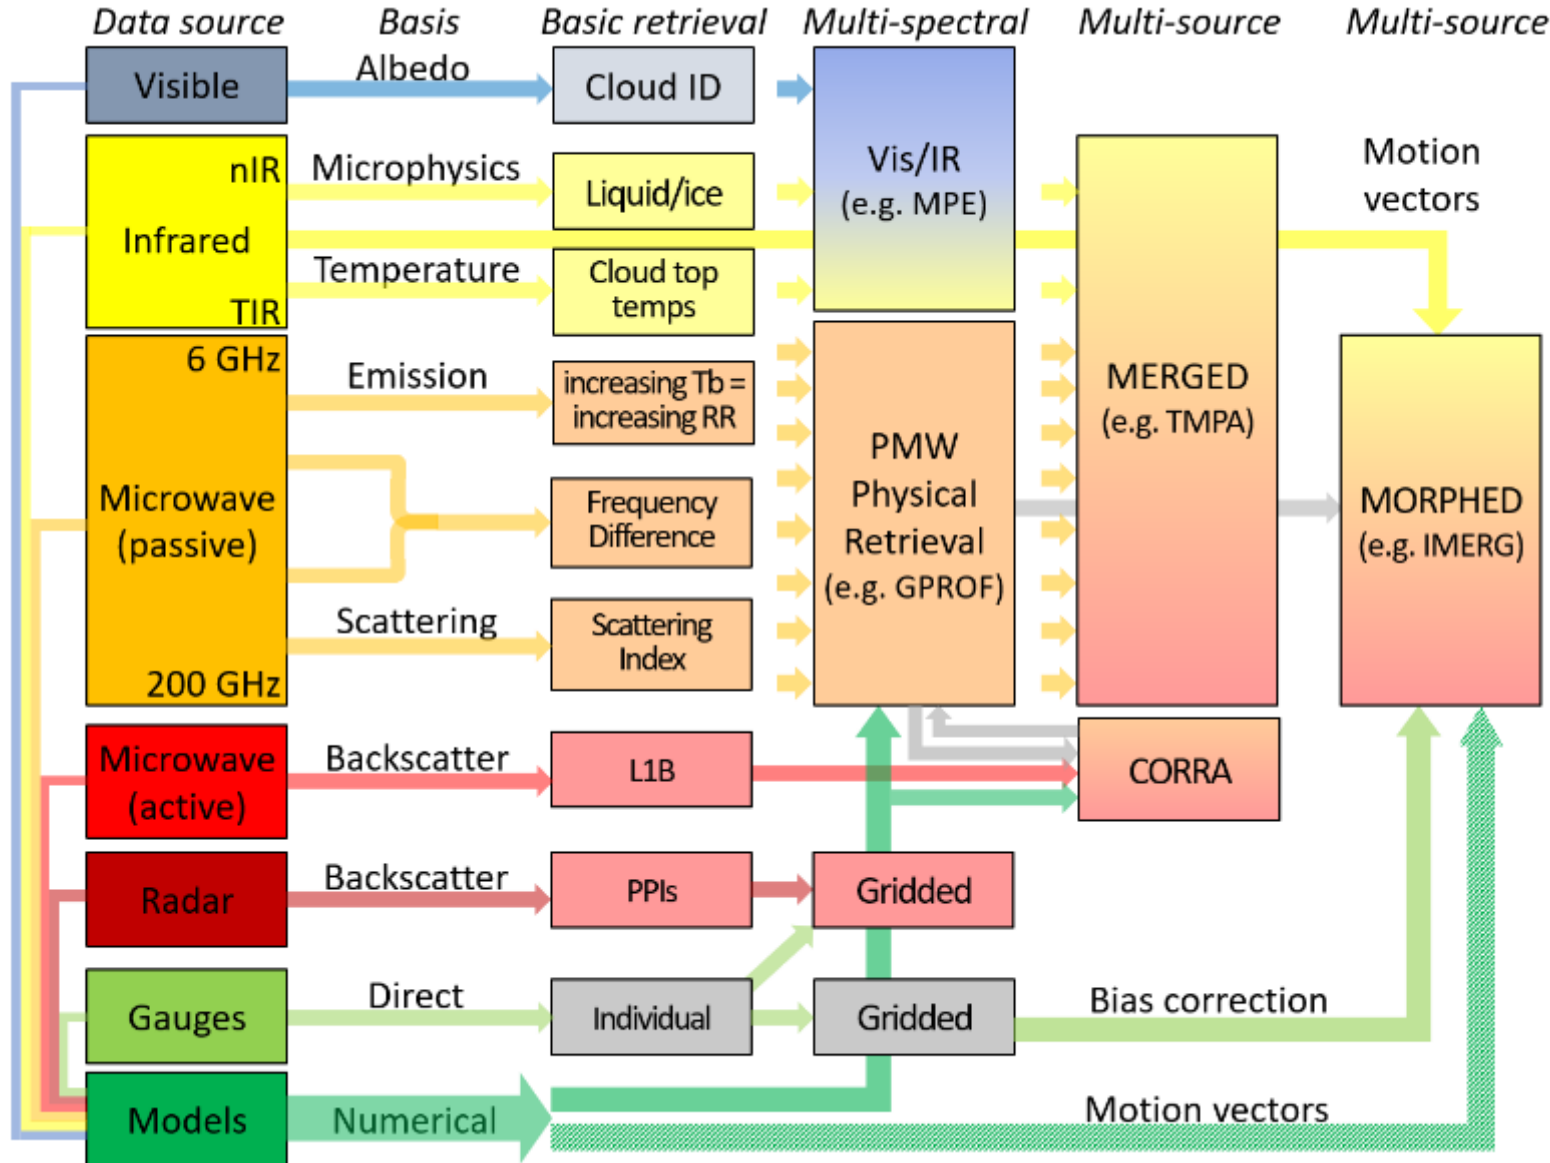 Data source
Basis
Basic retrieval
Multi-spectral
Multi-source
Multi-source
Visible
Albedo
Cloud ID
Vis/IR
(e.g. MPE)
nIR
Infrared
TIR
Microphysics
Liquid/ice
Temperature
Cloud top
temps
Motion
vectors
6 GHz
Microwave
(passive)
200 GHz
Emission
increasing Tb =
increasing RR
Frequency
Difference
Scattering
Scattering
Index
PMW
Physical
Retrieval
(e.g. GPROF)
MERGED
(e.g. TMPA)
MORPHED
(e.g. IMERG)
Microwave
(active)
Backscatter
L1B
CORRA
Radar
Backscatter
PPIs
Gridded
Gauges
Direct
Individual
Gridded
Bias correction
Models
Numerical
Motion vectors